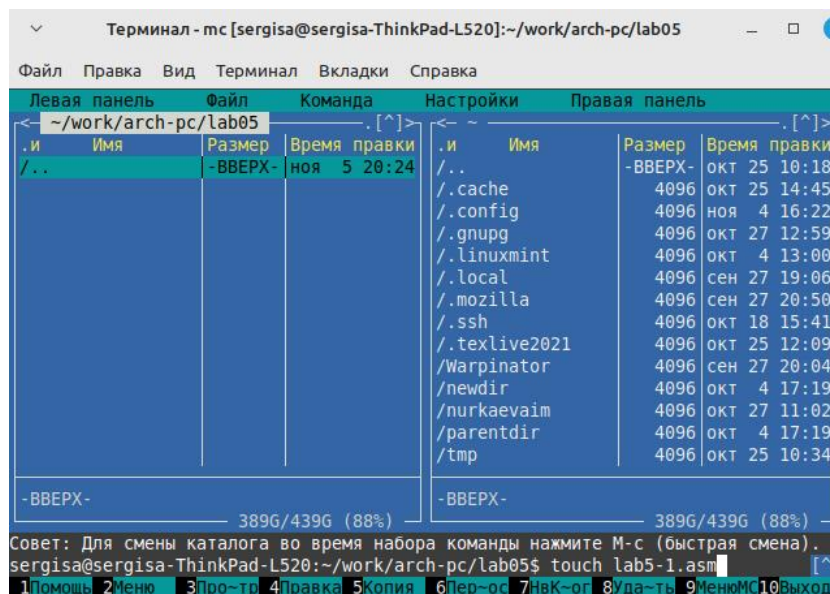 Терминал - mc [sergisa@sergisa-ThinkPad-L520]:~/work/arch-pc/lab05
Файл Правка Вид Терминал Вкладки Справка
Левая панель Файл Команда Настройки Правая панель
<— ~/work/arch-pc/lab05 .[^]>
.и Имя Размер Время правки
/.. -ВВЕРХ- ноя 5 20:24
-ВВЕРХ-
389G/439G (88%)
<— ~ .[^]>
.и Имя Размер Время правки
/.. -ВВЕРХ- окт 25 10:18
/.cache 4096 окт 25 14:45
/.config 4096 ноя 4 16:22
/.gnupg 4096 окт 27 12:59
/.linuxmint 4096 окт 4 13:00
/.local 4096 сен 27 19:06
/.mozilla 4096 сен 27 20:50
/.ssh 4096 окт 18 15:41
/.texlive2021 4096 окт 25 12:09
/Warpinator 4096 сен 27 20:04
/newdir 4096 окт 4 17:19
/nurkaevaim 4096 окт 27 11:02
/parentdir 4096 окт 4 17:19
/tmp 4096 окт 25 10:34
-ВВЕРХ-
389G/439G (88%)
Совет: Для смены каталога во время набора команды нажмите M-c (быстрая смена).
sergisa@sergisa-ThinkPad-L520:~/work/arch-pc/lab05$ touch lab5-1.asm [^
1Помощь 2Меню 3Про~тр 4Правка 5Копия 6Пер~ос 7НвК~ог 8Уда~ть 9МенюMC 10Выход